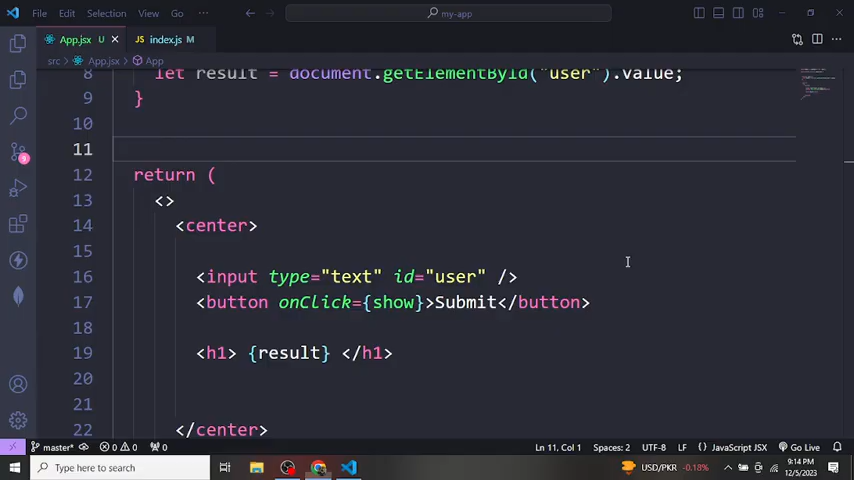 File Edit Selection View Go ··· my-app
App.jsx U index.js M
src > App.jsx > App
8 let result = document.getElementById("user").value;
9 }
10
11
12 return (
13 <>
14 <center>
15
16 <input type="text" id="user" />
17 <button onClick={show}>Submit</button>
18
19 <h1> {result} </h1>
20
21
22 </center>
master* 0 0 0 Ln 11, Col 1 Spaces: 2 UTF-8 LF {} JavaScript JSX Go Live
Type here to search USD/PKR -0.18% 9:14 PM
12/5/2023